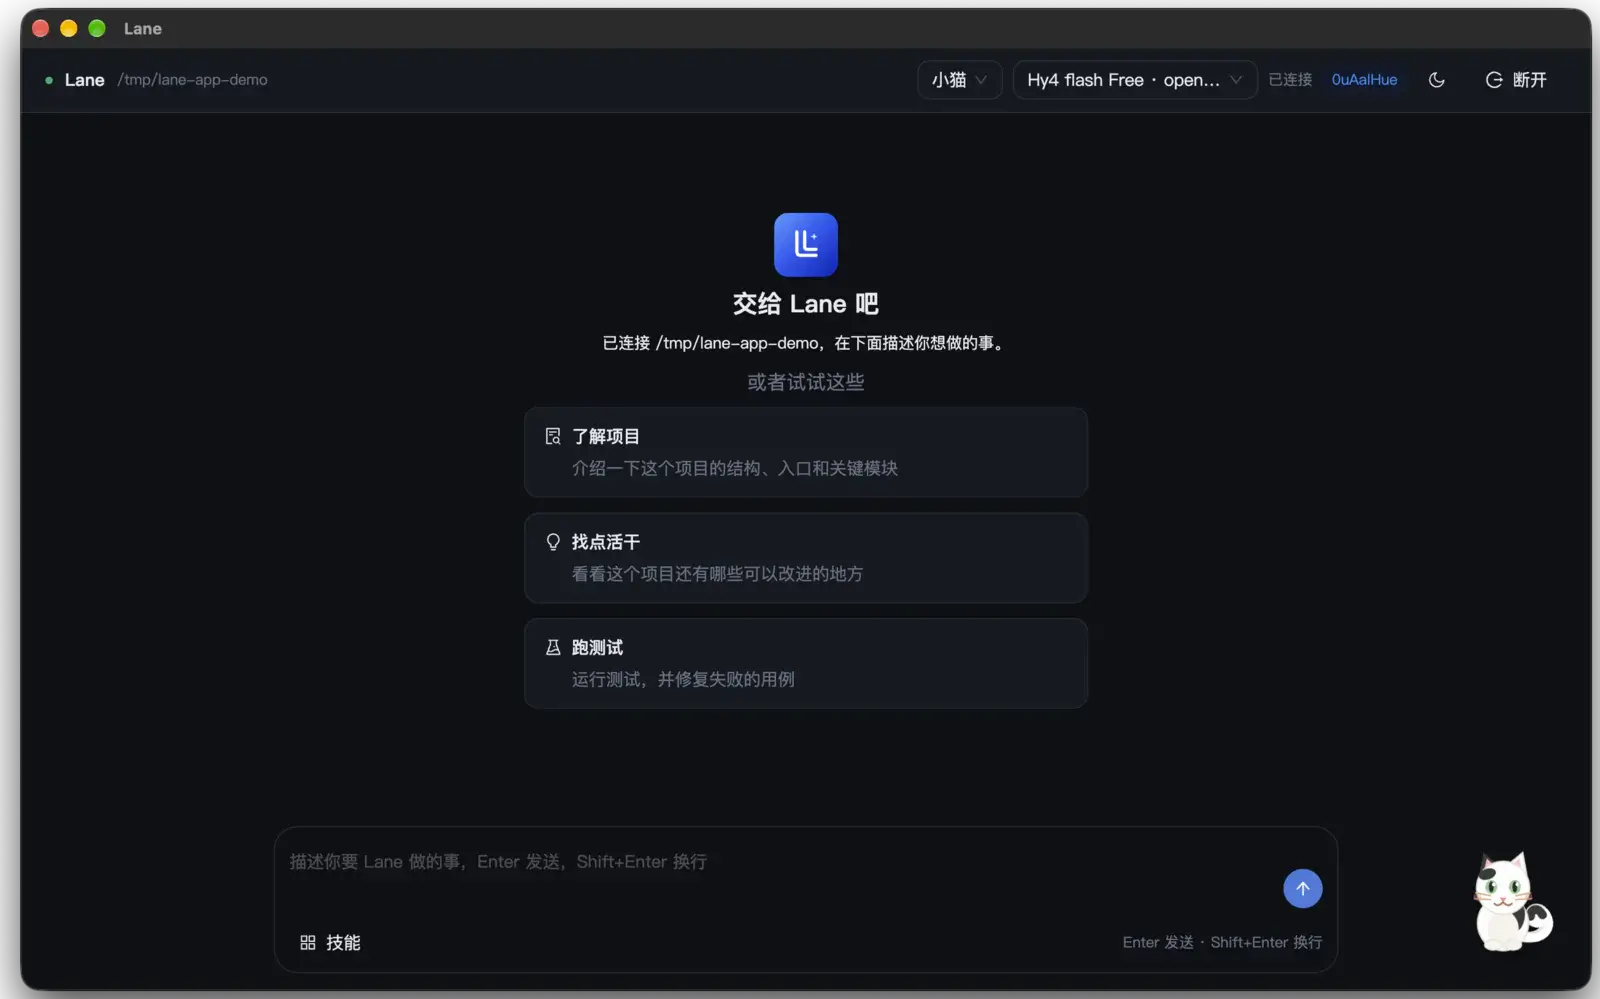 Lane
Lane /tmp/lane-app-demo 小猫 Hy4 flash Free · open... 已连接 0uAalHue 断开
交给 Lane 吧
已连接 /tmp/lane-app-demo，在下面描述你想做的事。
或者试试这些
了解项目
介绍一下这个项目的结构、入口和关键模块
找点活干
看看这个项目还有哪些可以改进的地方
跑测试
运行测试，并修复失败的用例
描述你要 Lane 做的事，Enter 发送，Shift+Enter 换行
技能 Enter 发送 · Shift+Enter 换行